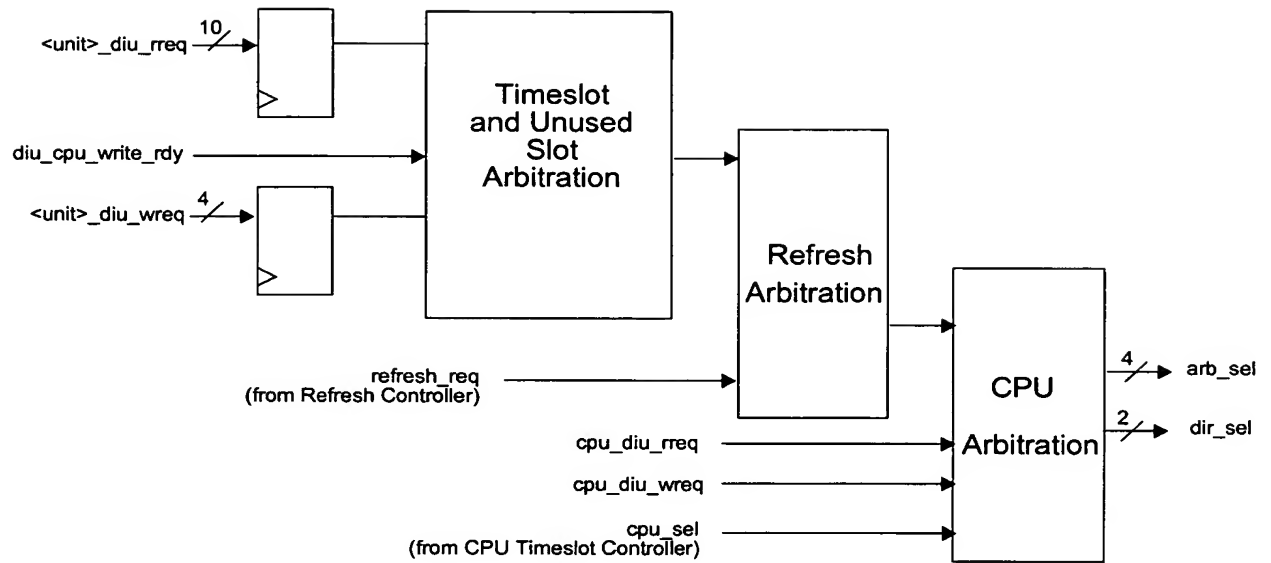 10
<unit>_diu_rreq
diu_cpu_write_rdy
4
<unit>_diu_wreq
Timeslot
and Unused
Slot
Arbitration
Refresh
Arbitration
refresh_req
(from Refresh Controller)
cpu_diu_rreq
cpu_diu_wreq
cpu_sel
(from CPU Timeslot Controller)
CPU
Arbitration
4
arb_sel
2
dir_sel